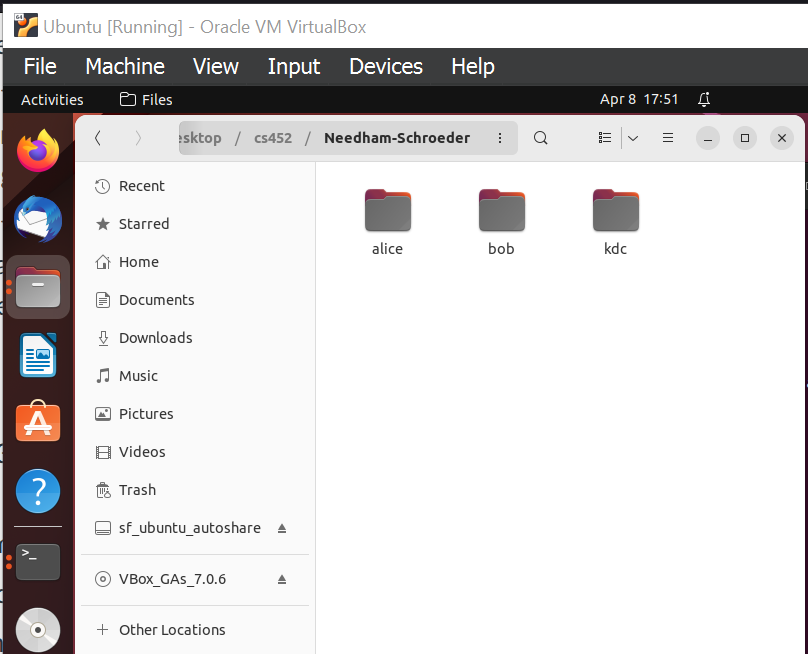 Ubuntu [Running] - Oracle VM VirtualBox
File Machine View Input Devices Help
Activities Files Apr 8 17:51
esktop / cs452 / Needham-Schroeder
Recent
Starred
Home
Documents
Downloads
Music
Pictures
Videos
Trash
sf_ubuntu_autoshare
VBox_GAs_7.0.6
Other Locations
alice bob kdc